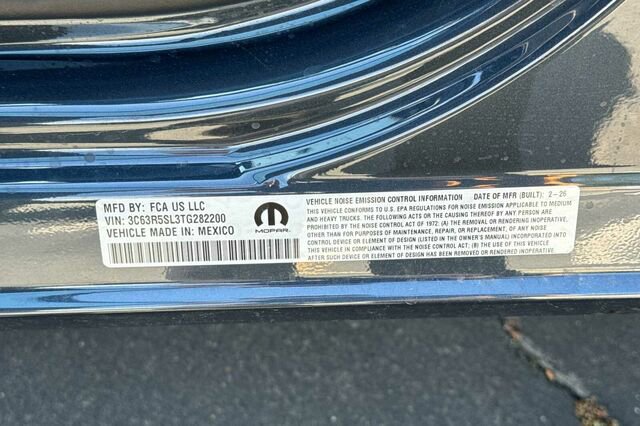 MFD BY: FCA US LLC
VIN: 3C63R5SL3TG282200
VEHICLE MADE IN: MEXICO
MOPAR
VEHICLE NOISE EMISSION CONTROL INFORMATION DATE OF MFR (BUILT): 2-26
THIS VEHICLE CONFORMS TO U.S. EPA REGULATIONS FOR NOISE EMISSION APPLICABLE TO MEDIUM
AND HEAVY TRUCKS. THE FOLLOWING ACTS OR THE CAUSING THEREOF BY ANY PERSON ARE
PROHIBITED BY THE NOISE CONTROL ACT OF 1972: (A) THE REMOVAL OR RENDERING INOPERATIVE,
OTHER THAN FOR PURPOSES OF MAINTENANCE, REPAIR, OR REPLACEMENT, OF ANY NOISE
CONTROL DEVICE OR ELEMENT OF DESIGN (LISTED IN THE OWNER'S MANUAL) INCORPORATED INTO
THIS VEHICLE IN COMPLIANCE WITH THE NOISE CONTROL ACT; (B) THE USE OF THIS VEHICLE
AFTER SUCH DEVICE OR ELEMENT OF DESIGN HAS BEEN REMOVED OR RENDERED INOPERATIVE.